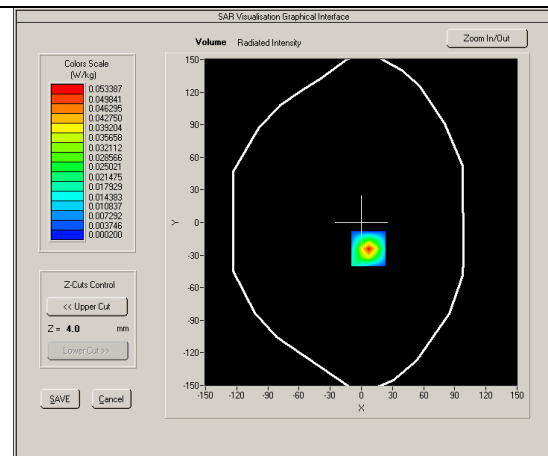 SAR Visualisation Graphical Interface
Volume Radiated Intensity
Zoom In/Out
Colors Scale
(W/kg)
0.053387
0.049841
0.046295
0.042750
0.039204
0.035658
0.032112
0.028566
0.025021
0.021475
0.017929
0.014383
0.010837
0.007292
0.003746
0.000200
Z-Cuts Control
<< Upper Cut
Z = 4.0 mm
Lower Cut >>
SAVE Cancel
Y
150
120
90
60
30
0
-30
-60
-90
-120
-150
-150 -120 -90 -60 -30 0 30 60 90 120 150
X